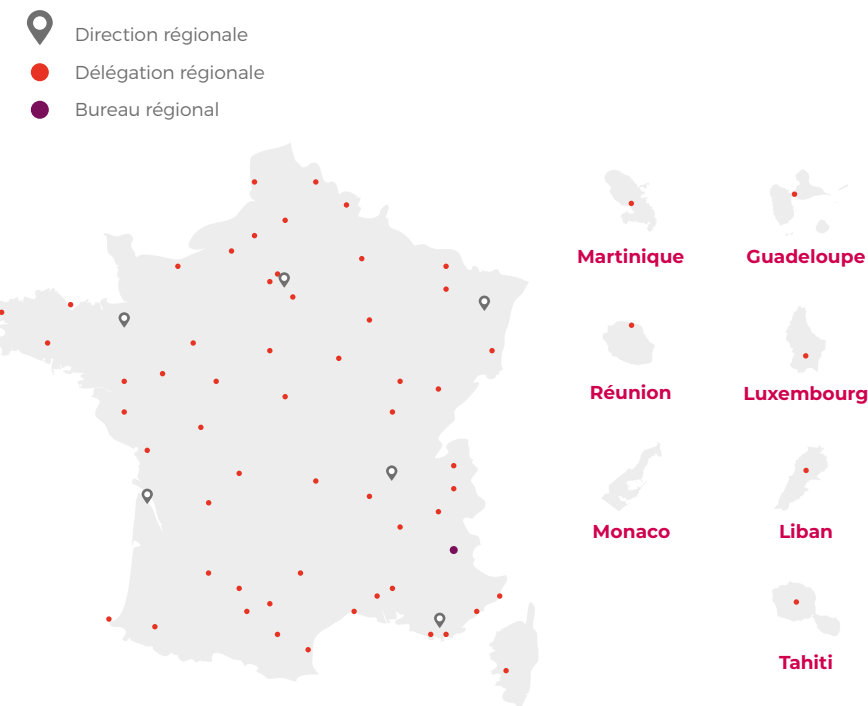 Direction régionale
Délégation régionale
Bureau régional
Martinique
Guadeloupe
Réunion
Luxembourg
Monaco
Liban
Tahiti